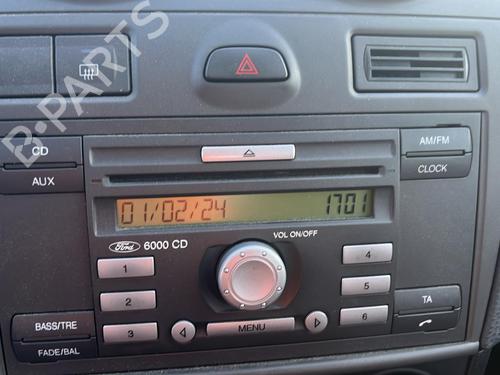 B-PARTS
CD
AUX
AM/FM
CLOCK
01/02/24 1701
Ford 6000 CD
VOL ON/OFF
1
2
3
4
5
6
BASS/TRE
FADE/BAL
MENU
TA